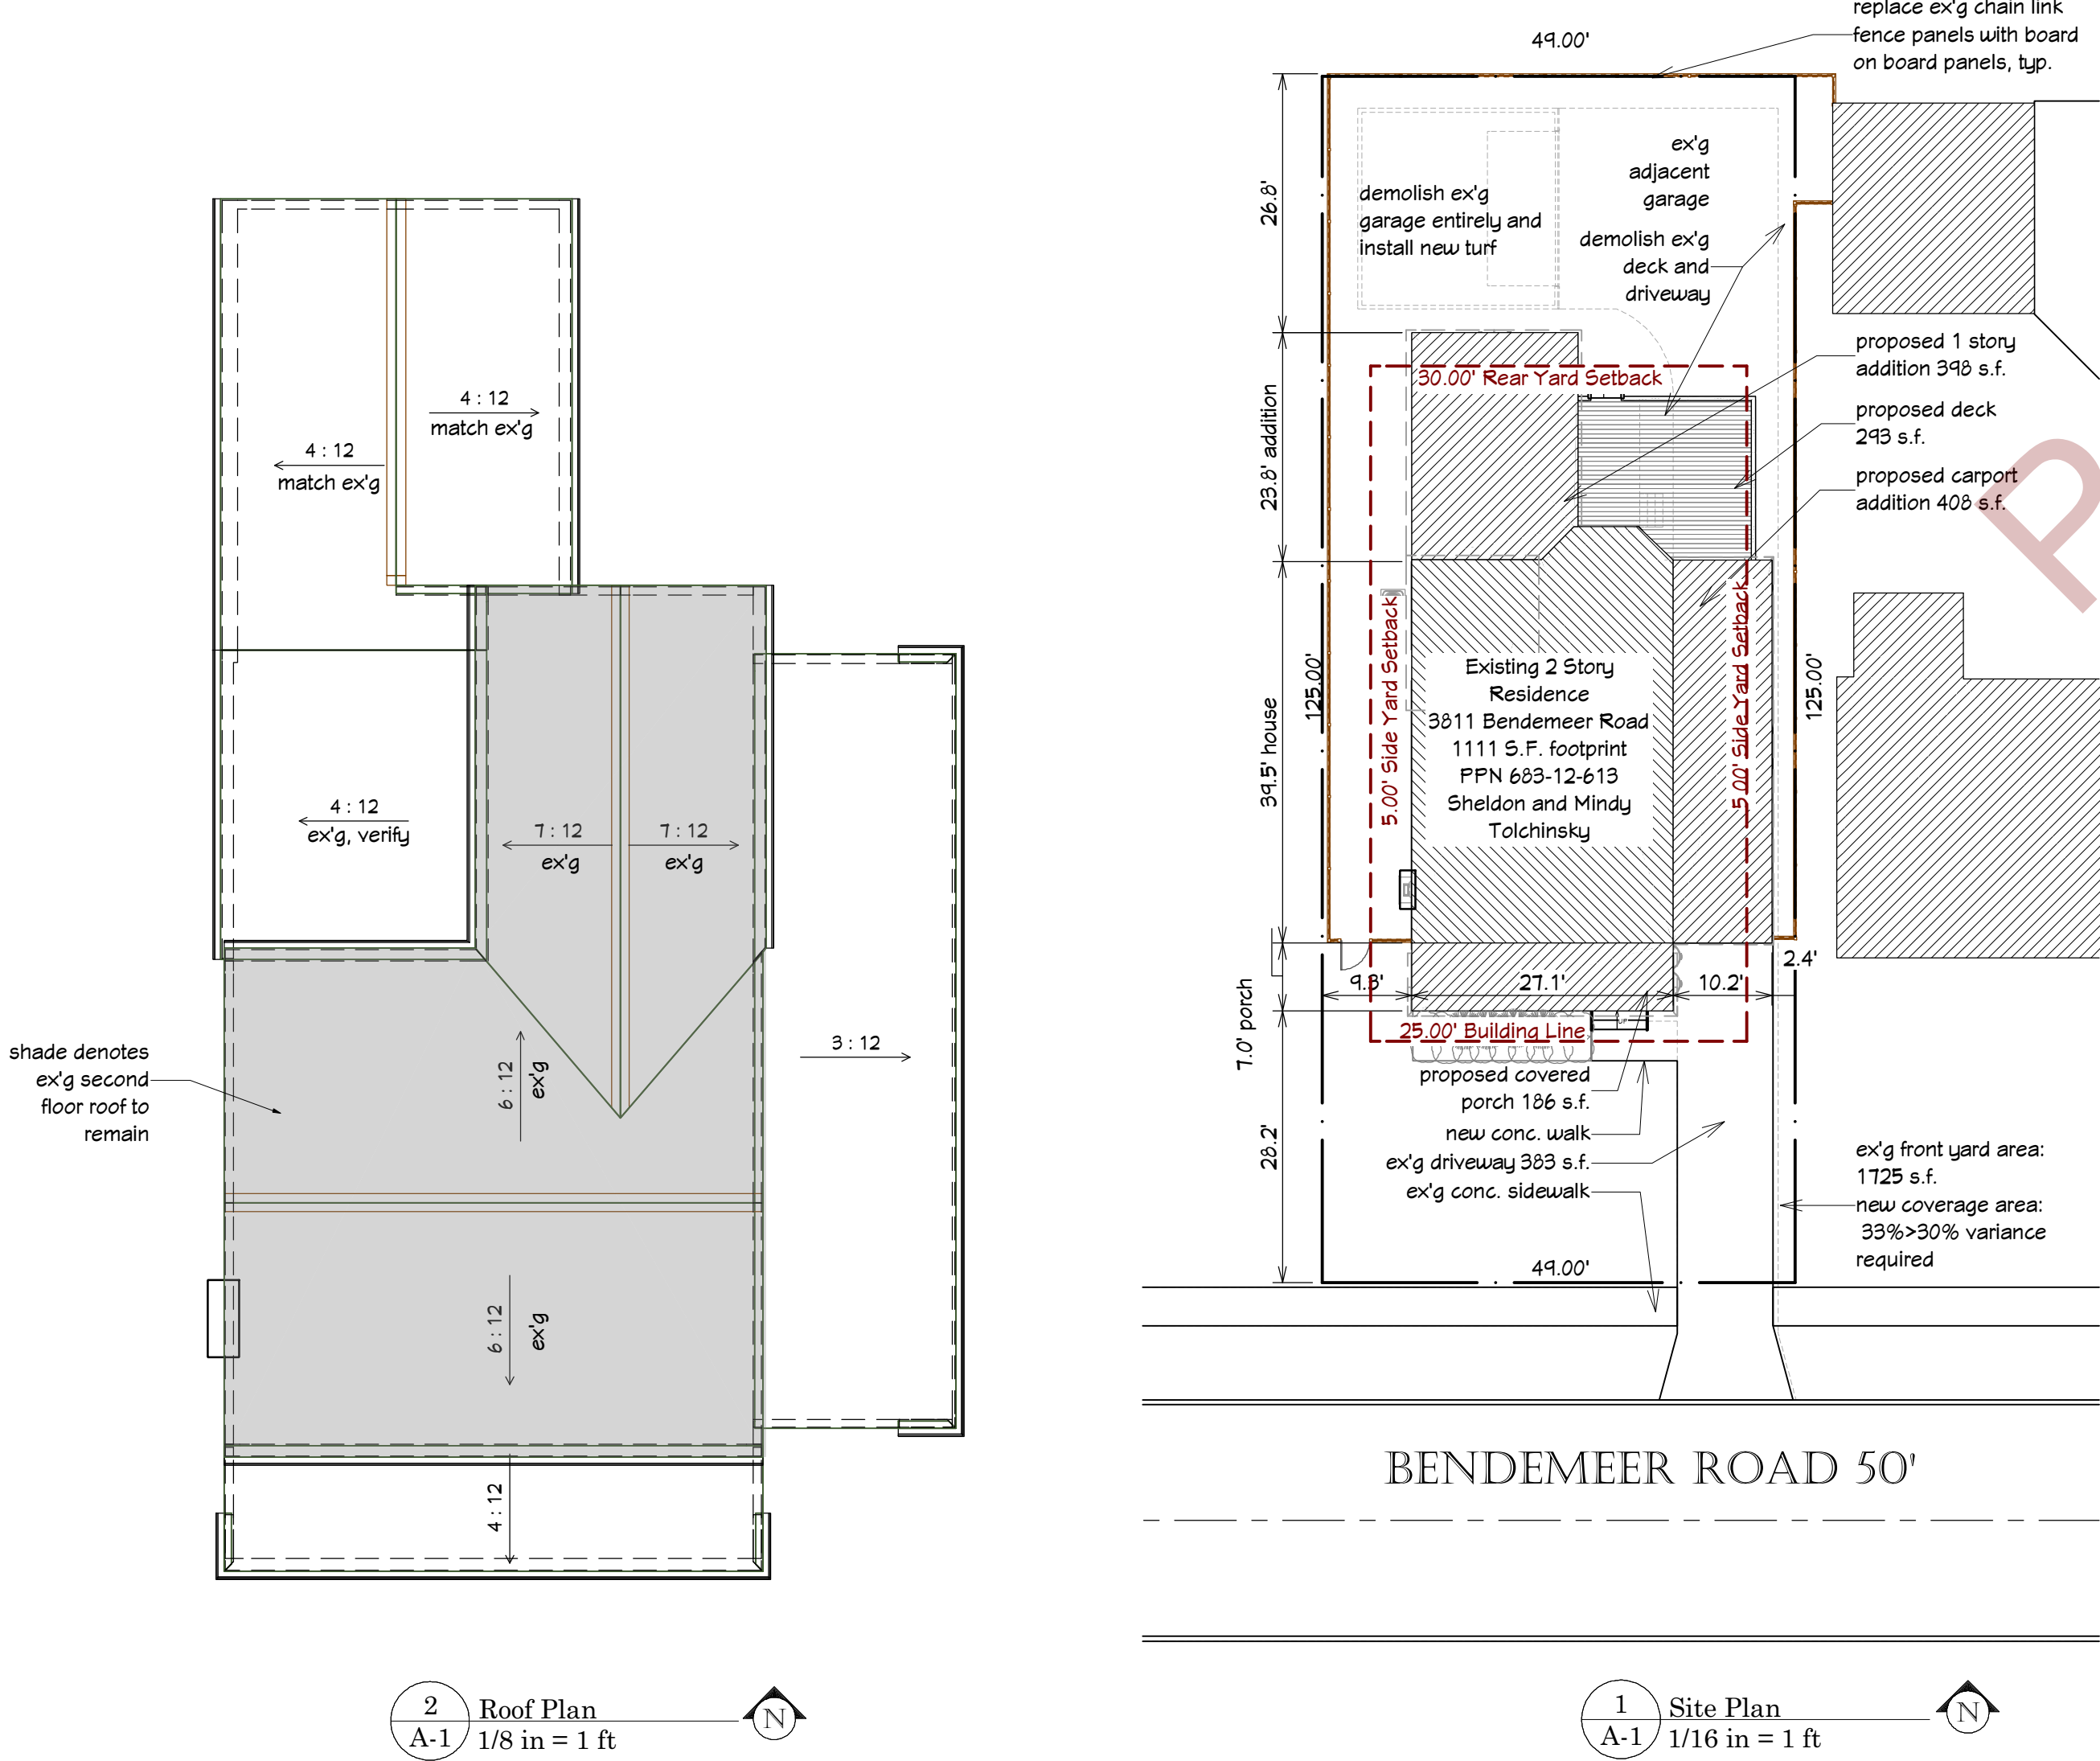 4 : 12
match ex'g
4 : 12
match ex'g
4 : 12
ex'g, verify
7 : 12
ex'g
7 : 12
ex'g
3 : 12
shade denotes
ex'g second
floor roof to
remain
6 : 12
ex'g
6 : 12
ex'g
4 : 12
2
A-1
Roof Plan
1/8 in = 1 ft
N
replace ex'g chain link
fence panels with board
on board panels, typ.
49.00'
26.8'
demolish ex'g
garage entirely and
install new turf
ex'g
adjacent
garage
demolish ex'g
deck and
driveway
proposed 1 story
addition 398 s.f.
proposed deck
293 s.f.
proposed carport
addition 408 s.f.
P
30.00' Rear Yard Setback
23.8' addition
39.5' house
125.00'
5.00' Side Yard Setback
Existing 2 Story
Residence
3811 Bendemeer Road
1111 S.F. footprint
PPN 683-12-613
Sheldon and Mindy
Tolchinsky
5.00' Side Yard Setback
125.00'
2.4'
9.3'
27.1'
10.2'
7.0' porch
UP
25.00' Building Line
28.2'
proposed covered
porch 186 s.f.
new conc. walk
ex'g driveway 383 s.f.
ex'g conc. sidewalk
ex'g front yard area:
1725 s.f.
new coverage area:
33%>30% variance
required
49.00'
BENDEMEER ROAD 50'
1
A-1
Site Plan
1/16 in = 1 ft
N